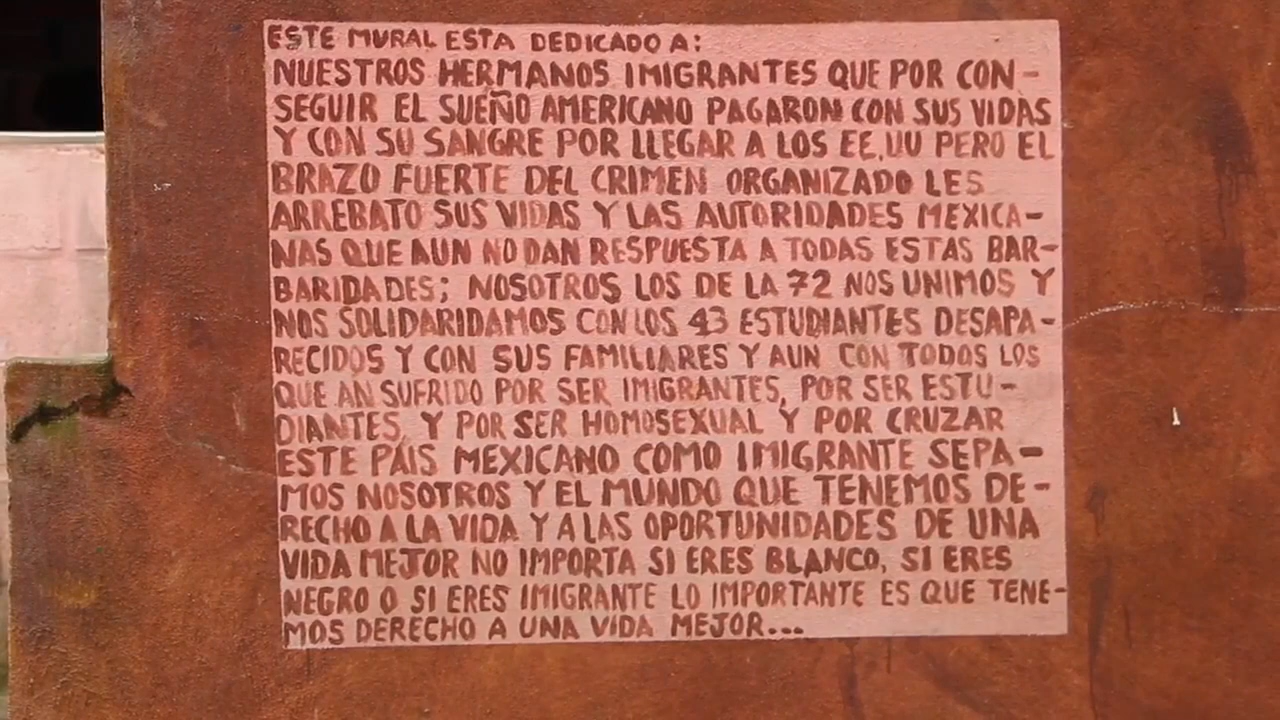 ESTE MURAL ESTA DEDICADO A:
NUESTROS HERMANOS IMIGRANTES QUE POR CON-
SEGUIR EL SUEÑO AMERICANO PAGARON CON SUS VIDAS
Y CON SU SANGRE POR LLEGAR A LOS EE.UU PERO EL
BRAZO FUERTE DEL CRIMEN ORGANIZADO LES
ARREBATO SUS VIDAS Y LAS AUTORIDADES MEXICA-
NAS QUE AUN NO DAN RESPUESTA A TODAS ESTAS BAR-
BARIDADES; NOSOTROS LOS DE LA 72 NOS UNIMOS Y
NOS SOLIDARIDAMOS CON LOS 43 ESTUDIANTES DESAPA-
RECIDOS Y CON SUS FAMILIARES Y AUN CON TODOS LOS
QUE AN SUFRIDO POR SER IMIGRANTES, POR SER ESTU-
DIANTES, Y POR SER HOMOSEXUAL Y POR CRUZAR
ESTE PAÍS MEXICANO COMO IMIGRANTE SEPA-
MOS NOSOTROS Y EL MUNDO QUE TENEMOS DE-
RECHO A LA VIDA Y A LAS OPORTUNIDADES DE UNA
VIDA MEJOR NO IMPORTA SI ERES BLANCO, SI ERES
NEGRO O SI ERES IMIGRANTE LO IMPORTANTE ES QUE TENE-
MOS DERECHO A UNA VIDA MEJOR...